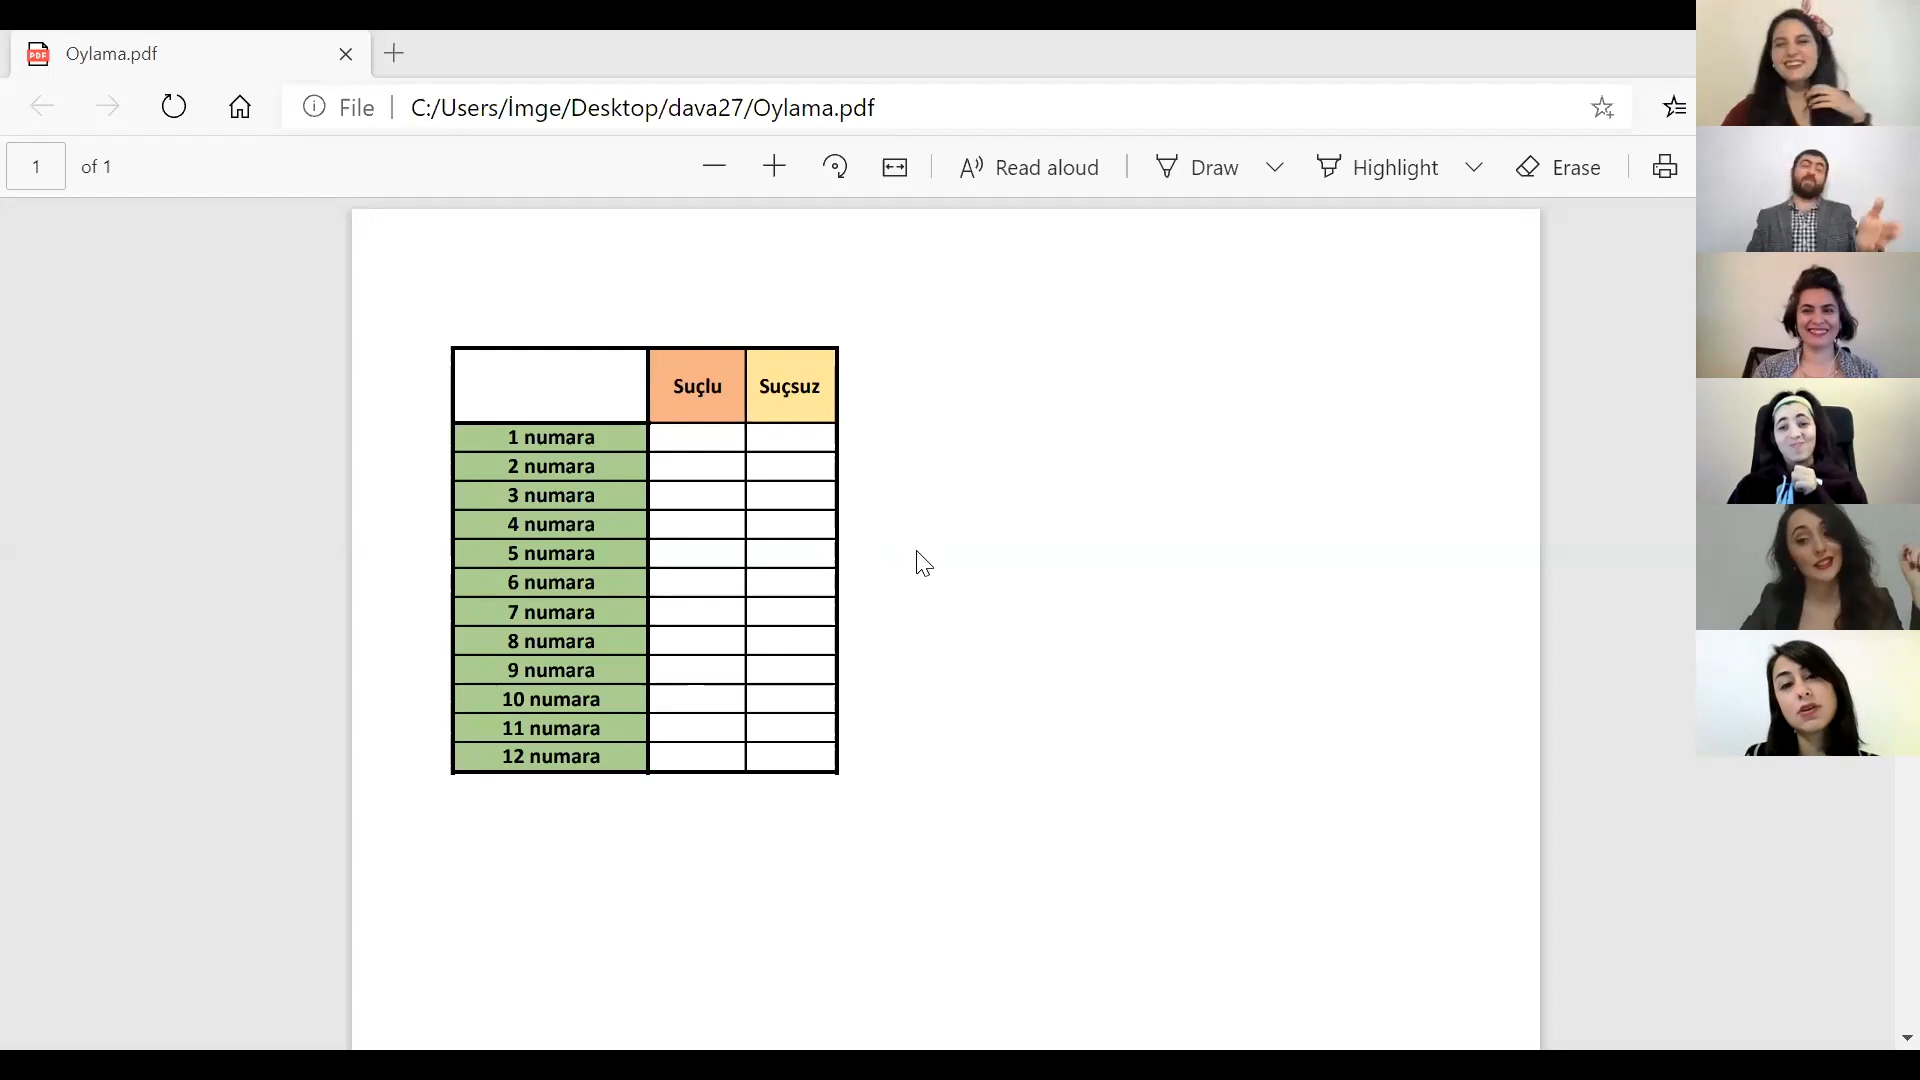 Oylama.pdf
File
C:/Users/İmge/Desktop/dava27/Oylama.pdf
1 of 1
Read aloud
Draw
Highlight
Erase
Suçlu Suçsuz
1 numara
2 numara
3 numara
4 numara
5 numara
6 numara
7 numara
8 numara
9 numara
10 numara
11 numara
12 numara